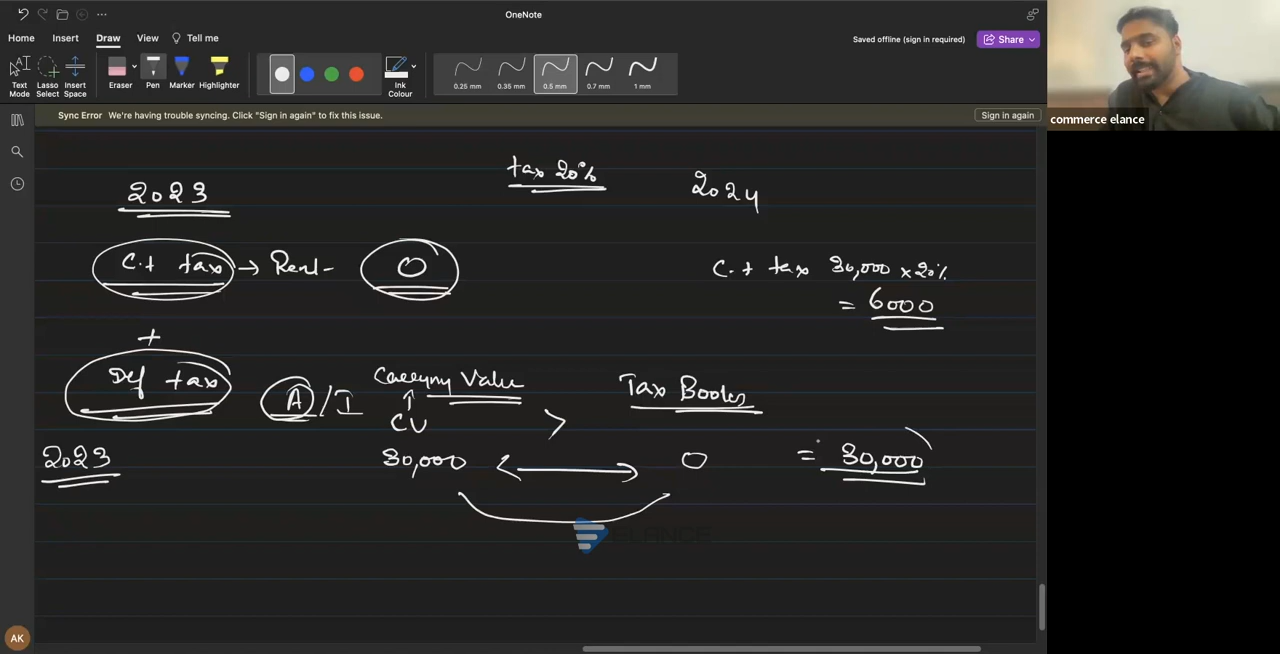 OneNote
Home Insert Draw View Tell me
Saved offline (sign in required) Share
Text Mode
Lasso Select
Insert Space
Eraser
Pen
Marker
Highlighter
Ink Colour
0.25 mm 0.35 mm 0.5 mm 0.7 mm 1 mm
Sync Error We're having trouble syncing. Click "Sign in again" to fix this issue. Sign in again
commerce elance
tax 20%
2023 2024
C.t tax → Rent - 0
C.t tax 30,000 x 20%
= 6000
+
Def tax A/I Carrying Value Tax Books
↑
CV >
2023 30,000 ↔ 0 = 30,000
ELANCE
AK